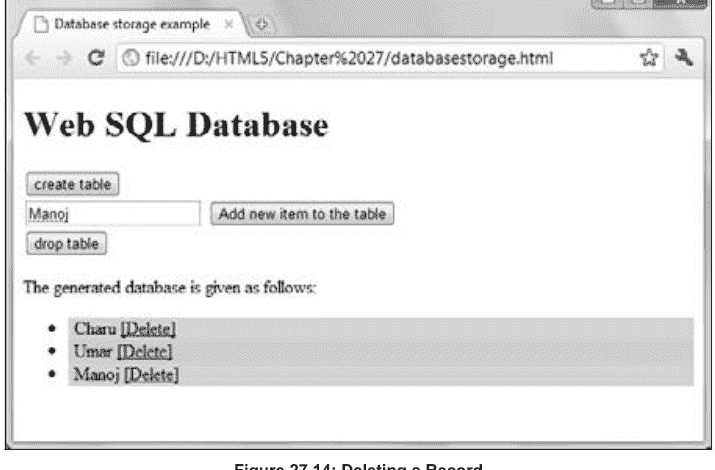 Database storage example
file:///D:/HTML5/Chapter%2027/databasestorage.html
Web SQL Database
create table
Manoj Add new item to the table
drop table
The generated database is given as follows:
• Charu [Delete]
• Umar [Delete]
• Manoj [Delete]
Figure 27.14: Deleting a Record